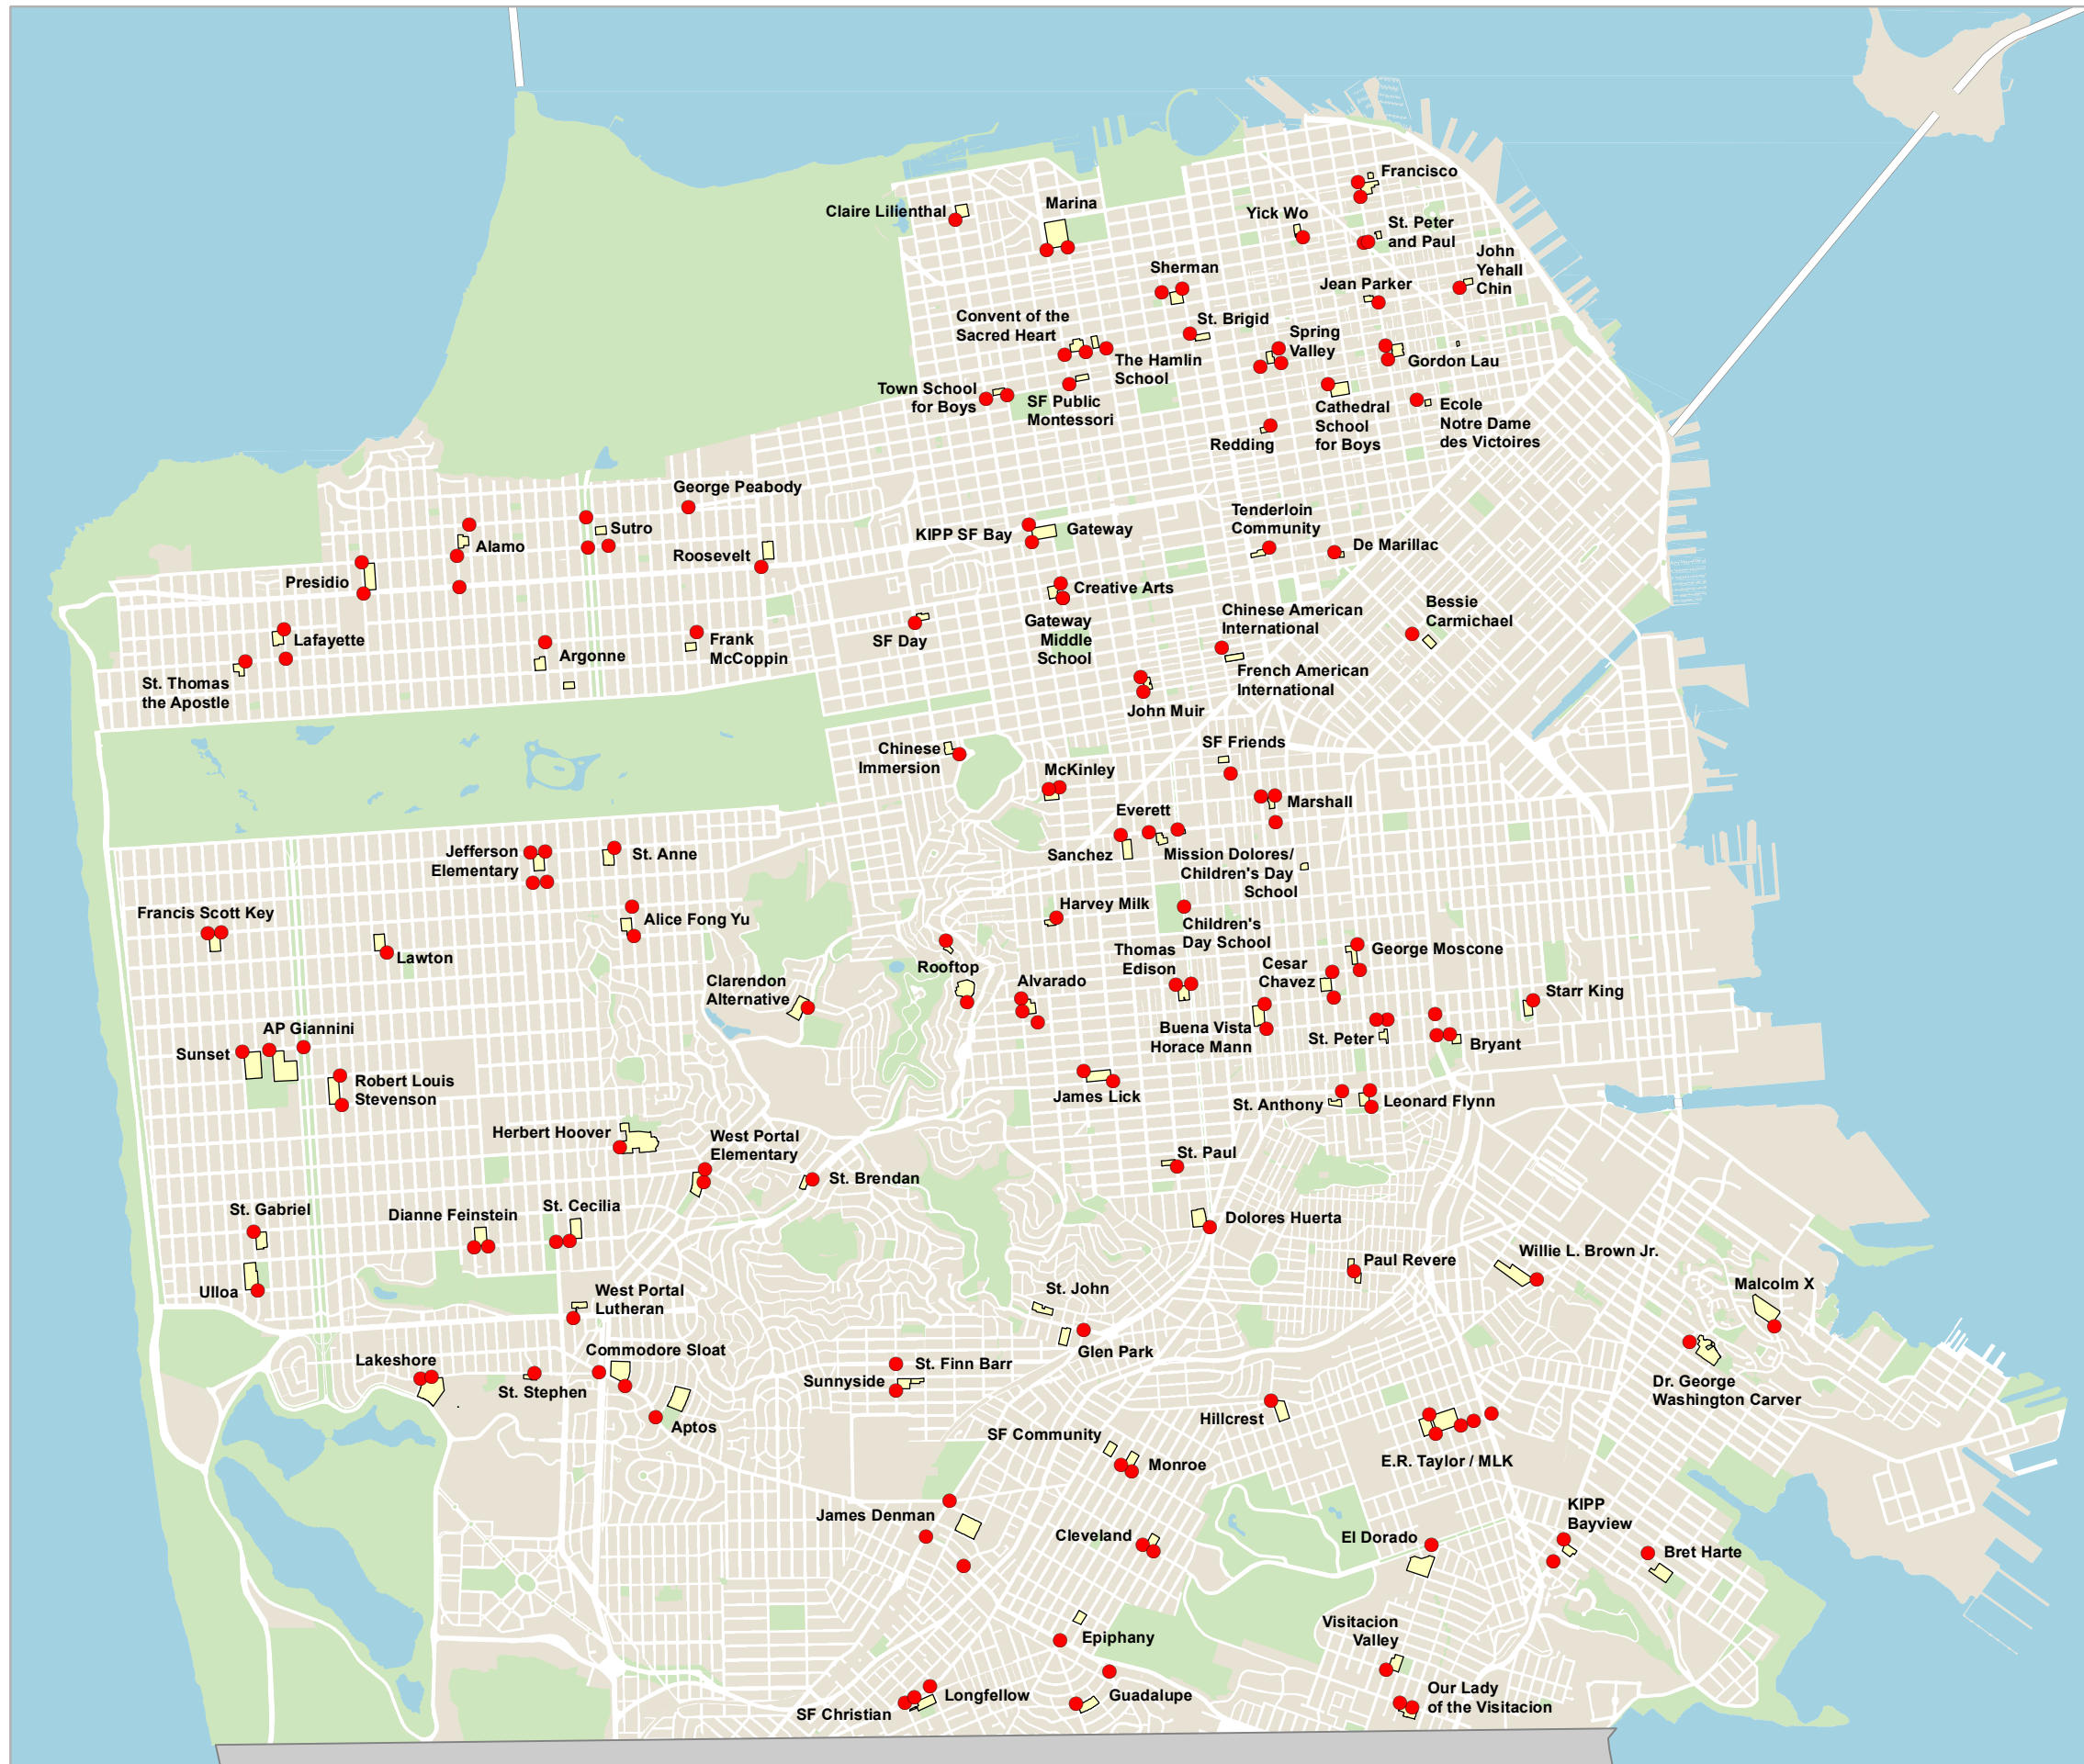 Francisco
Claire Lilienthal
Marina
Yick Wo
St. Peter
and Paul
John
Yehall
Chin
Sherman
Jean Parker
Convent of the
Sacred Heart
St. Brigid
Spring
Valley
The Hamlin
School
Gordon Lau
Town School
for Boys
SF Public
Montessori
Cathedral
School
for Boys
Ecole
Notre Dame
des Victoires
Redding
George Peabody
Sutro
Alamo
Roosevelt
Presidio
KIPP SF Bay
Gateway
Tenderloin
Community
De Marillac
Creative Arts
Lafayette
Argonne
Frank
McCoppin
SF Day
Gateway
Middle
School
Chinese American
International
Bessie
Carmichael
St. Thomas
the Apostle
French American
International
John Muir
Chinese
Immersion
SF Friends
McKinley
Everett
Marshall
Jefferson
Elementary
St. Anne
Sanchez
Mission Dolores/
Children's Day
School
Francis Scott Key
Alice Fong Yu
Harvey Milk
Children's
Day School
Lawton
Rooftop
Thomas
Edison
George Moscone
Cesar
Chavez
Clarendon
Alternative
Alvarado
Starr King
AP Giannini
Sunset
Buena Vista
Horace Mann
St. Peter
Bryant
Robert Louis
Stevenson
James Lick
St. Anthony
Leonard Flynn
Herbert Hoover
West Portal
Elementary
St. Brendan
St. Paul
St. Gabriel
Dianne Feinstein
St. Cecilia
Dolores Huerta
Paul Revere
Willie L. Brown Jr.
Malcolm X
Ulloa
West Portal
Lutheran
St. John
Glen Park
Lakeshore
Commodore Sloat
St. Stephen
St. Finn Barr
Sunnyside
Dr. George
Washington Carver
Aptos
Hillcrest
SF Community
Monroe
E.R. Taylor / MLK
James Denman
Cleveland
El Dorado
KIPP
Bayview
Bret Harte
Epiphany
Visitacion
Valley
Longfellow
SF Christian
Guadalupe
Our Lady
of the Visitacion